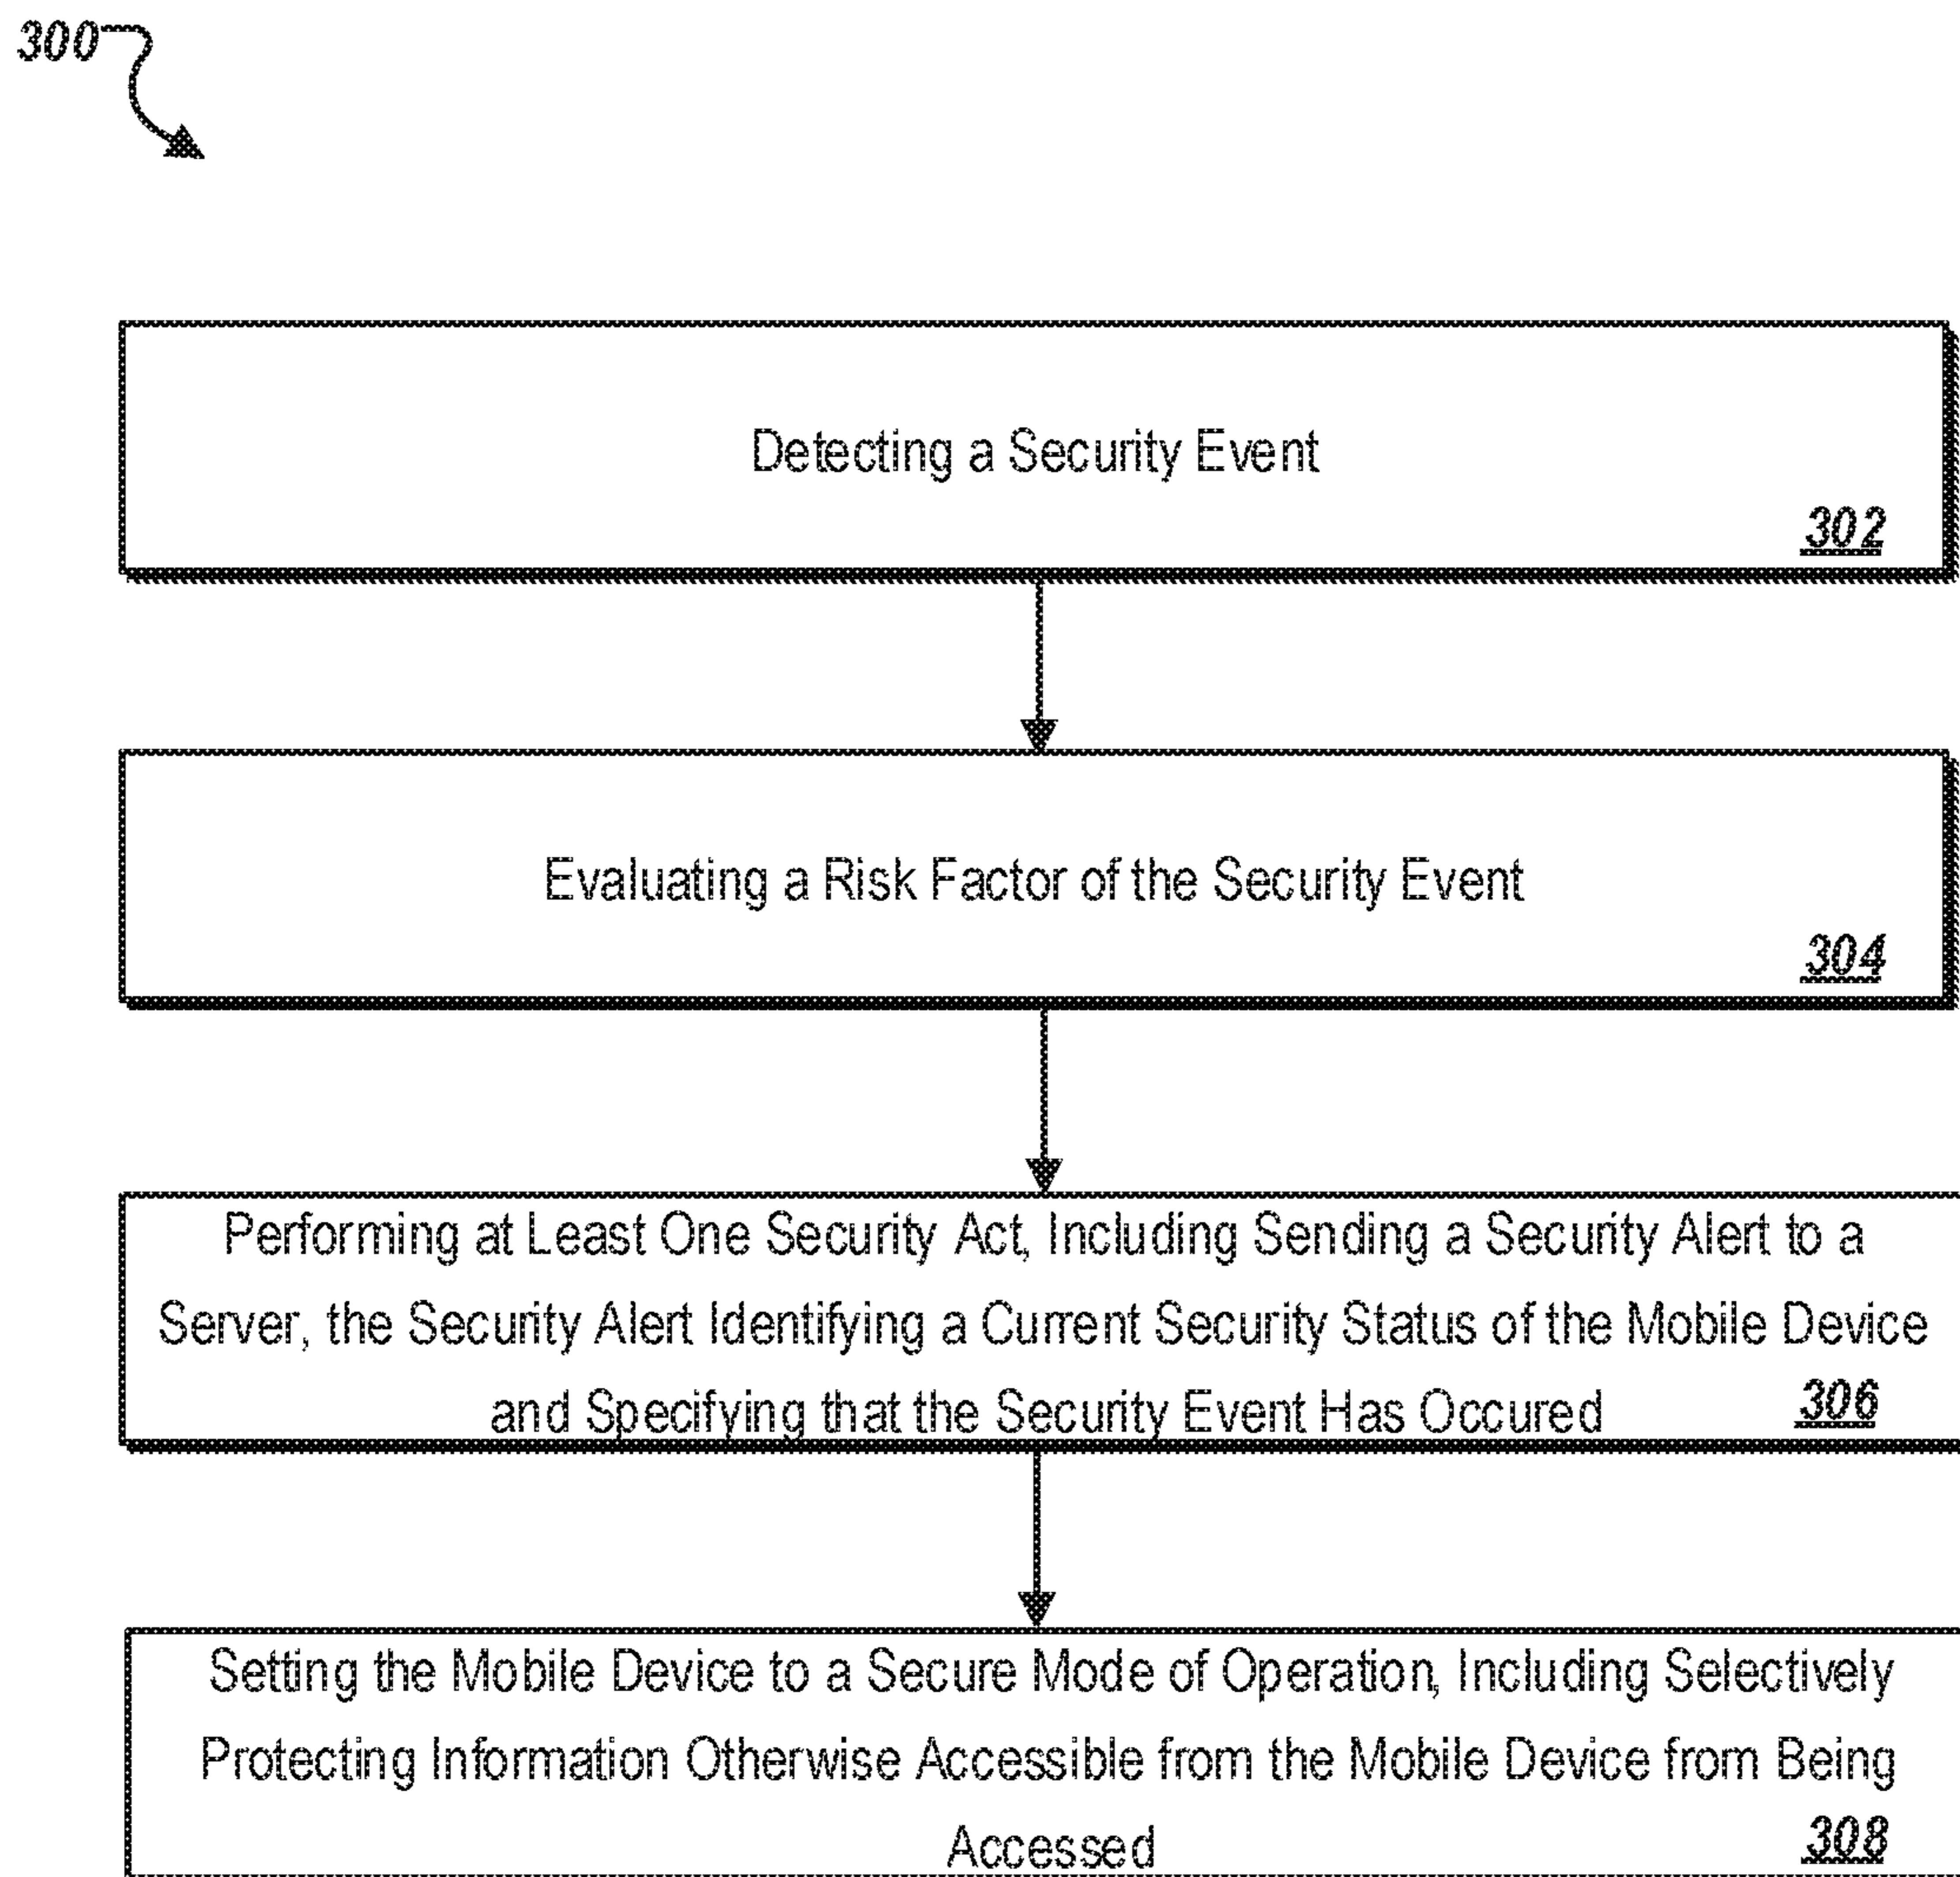 300
Detecting a Security Event
302
Evaluating a Risk Factor of the Security Event
304
Performing at Least One Security Act, Including Sending a Security Alert to a
Server, the Security Alert Identifying a Current Security Status of the Mobile Device
and Specifying that the Security Event Has Occured 306
Setting the Mobile Device to a Secure Mode of Operation, Including Selectively
Protecting Information Otherwise Accessible from the Mobile Device from Being
Accessed 308